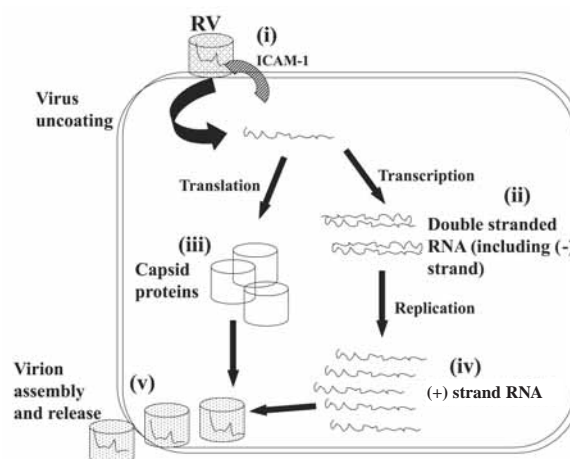 RV
(i)
ICAM-1
Virus
uncoating
Translation
Transcription
(ii)
Double stranded
RNA (including (-)
strand)
(iii)
Capsid
proteins
Replication
(iv)
(+) strand RNA
Virion
assembly
and release
(v)